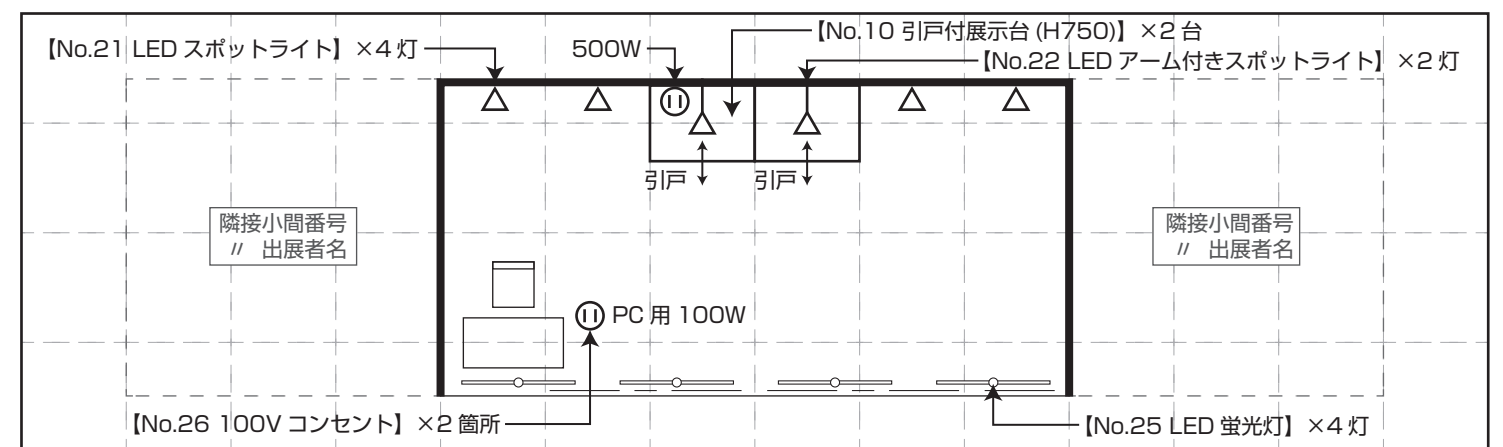 【No.10 引戸付展示台 (H750)】×2 台
【No.21 LED スポットライト】×4 灯
500W
【No.22 LED アーム付きスポットライト】×2 灯
引戸
引戸
隣接小間番号
〃 出展者名
隣接小間番号
〃 出展者名
PC 用 100W
【No.26 100V コンセント】×2 箇所
【No.25 LED 蛍光灯】×4 灯